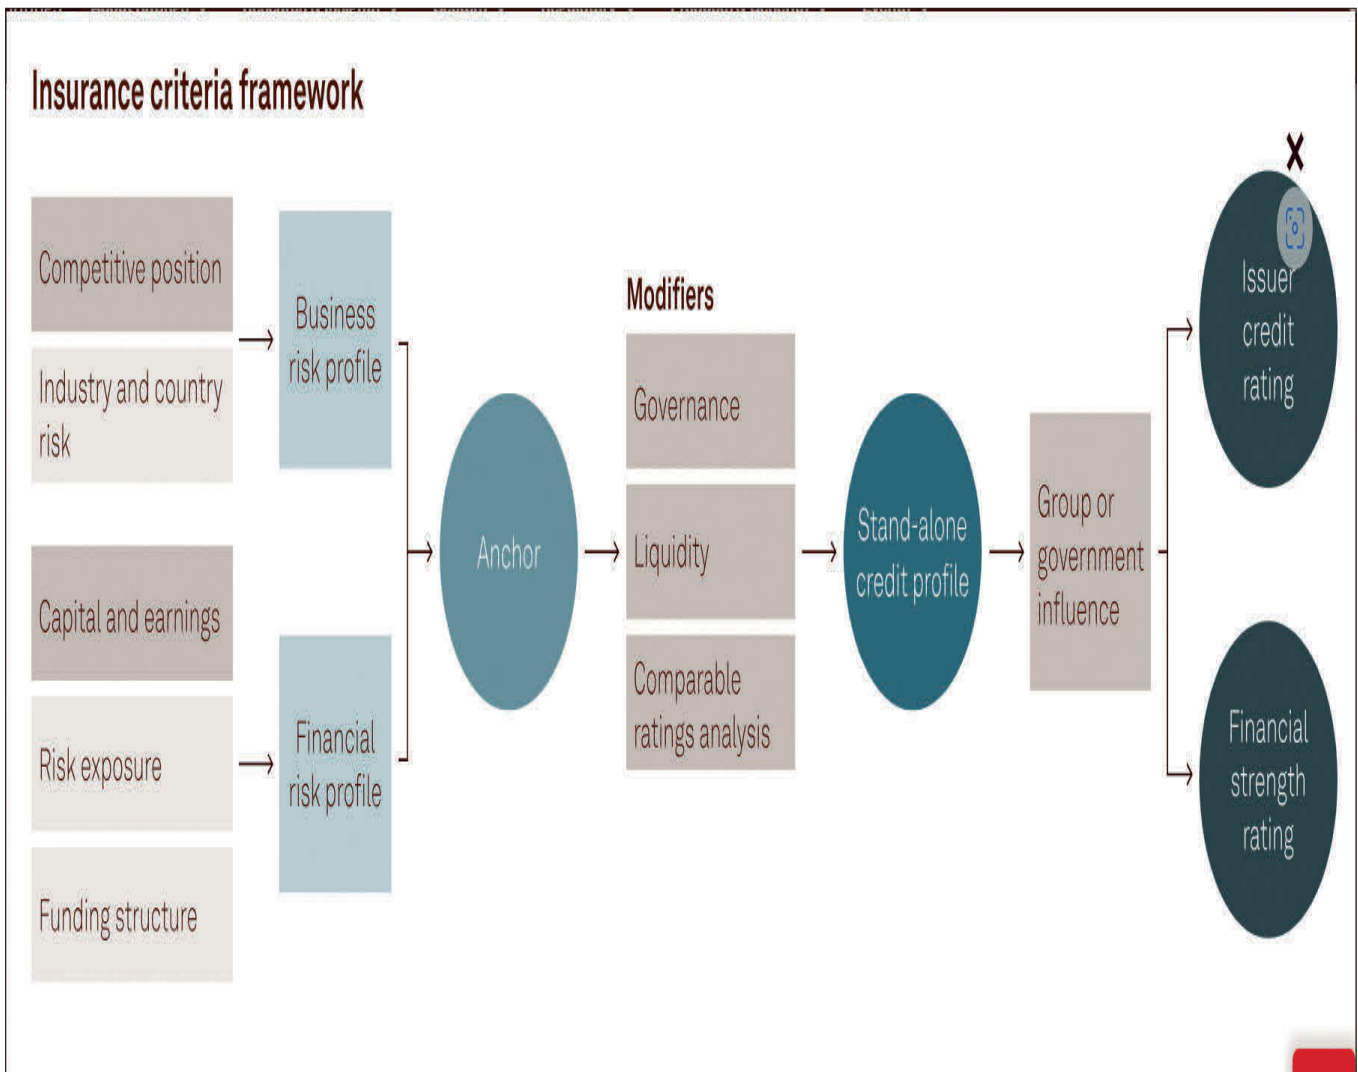 Insurance criteria framework
Competitive position
Industry and country
risk
Business
risk profile
Capital and earnings
Risk exposure
Funding structure
Financial
risk profile
Anchor
Modifiers
Governance
Liquidity
Comparable
ratings analysis
Stand-alone
credit profile
Group or
government
influence
X
Issuer
credit
rating
Financial
strength
rating